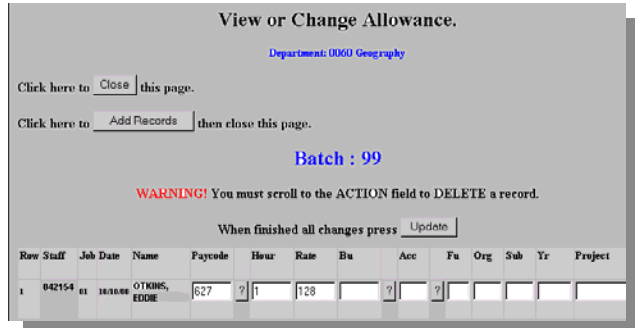 View or Change Allowance.
Department: 0060 Geography
Click here to Close this page.
Click here to Add Records then close this page.
Batch : 99
WARNING! You must scroll to the ACTION field to DELETE a record.
When finished all changes press Update
Row Staff Job Date Name Paycode Hour Rate Bu Acc Fu Org Sub Yr Project
1 042154 01 10/10/00 OTKINS, EDDIE 627 ? 1 128 ? ?